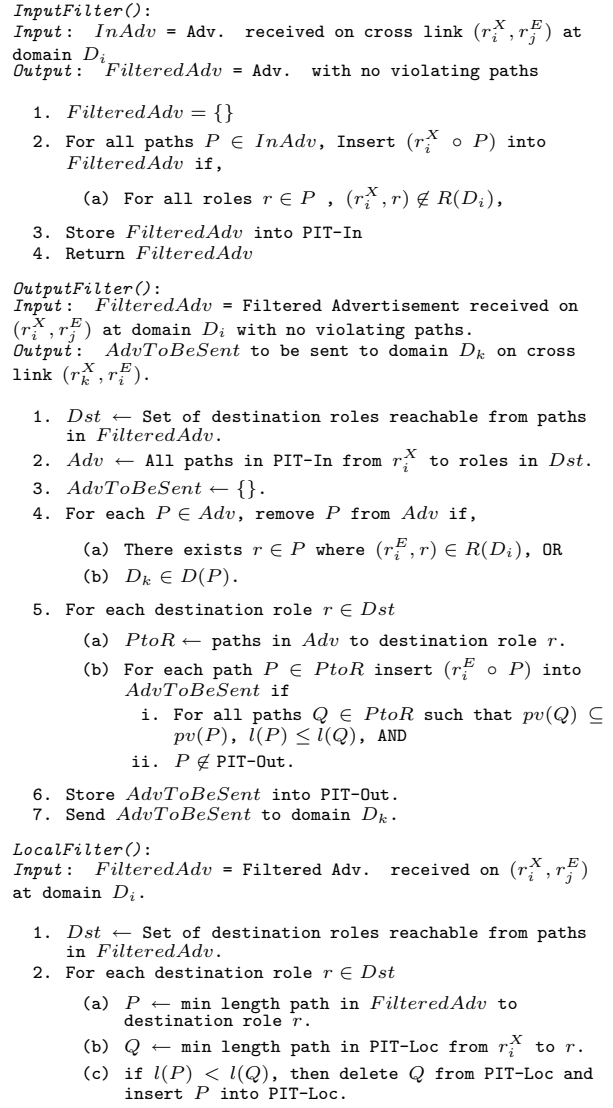 InputFilter():
Input: InAdv = Adv. received on cross link (r_i^X, r_j^E) at
domain D_i
Output: FilteredAdv = Adv. with no violating paths
1. FilteredAdv = {}
2. For all paths P ∈ InAdv, Insert (r_i^X ∘ P) into
FilteredAdv if,
(a) For all roles r ∈ P , (r_i^X, r) ∉ R(D_i),
3. Store FilteredAdv into PIT-In
4. Return FilteredAdv
OutputFilter():
Input: FilteredAdv = Filtered Advertisement received on
(r_i^X, r_j^E) at domain D_i with no violating paths.
Output: AdvToBeSent to be sent to domain D_k on cross
link (r_k^X, r_i^E).
1. Dst ← Set of destination roles reachable from paths
in FilteredAdv.
2. Adv ← All paths in PIT-In from r_i^X to roles in Dst.
3. AdvToBeSent ← {}.
4. For each P ∈ Adv, remove P from Adv if,
(a) There exists r ∈ P where (r_i^E, r) ∈ R(D_i), OR
(b) D_k ∈ D(P).
5. For each destination role r ∈ Dst
(a) PtoR ← paths in Adv to destination role r.
(b) For each path P ∈ PtoR insert (r_i^E ∘ P) into
AdvToBeSent if
i. For all paths Q ∈ PtoR such that pv(Q) ⊆
pv(P), l(P) ≤ l(Q), AND
ii. P ∉ PIT-Out.
6. Store AdvToBeSent into PIT-Out.
7. Send AdvToBeSent to domain D_k.
LocalFilter():
Input: FilteredAdv = Filtered Adv. received on (r_i^X, r_j^E)
at domain D_i.
1. Dst ← Set of destination roles reachable from paths
in FilteredAdv.
2. For each destination role r ∈ Dst
(a) P ← min length path in FilteredAdv to
destination role r.
(b) Q ← min length path in PIT-Loc from r_i^X to r.
(c) if l(P) < l(Q), then delete Q from PIT-Loc and
insert P into PIT-Loc.